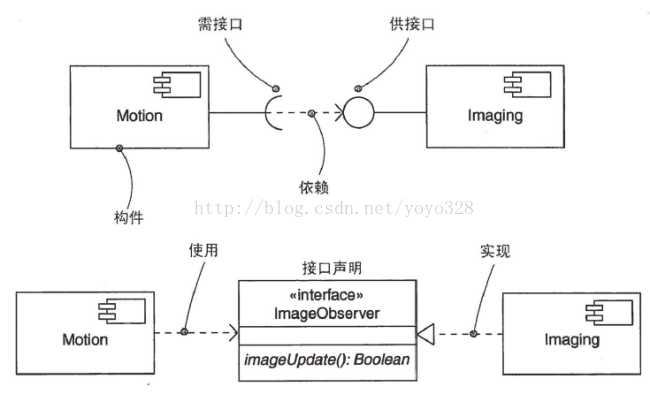 需接口
供接口
Motion
Imaging
依赖
构件
http://blog.csdn.net/yoyo328
使用
接口声明
实现
«interface»
ImageObserver
Motion
Imaging
imageUpdate(): Boolean